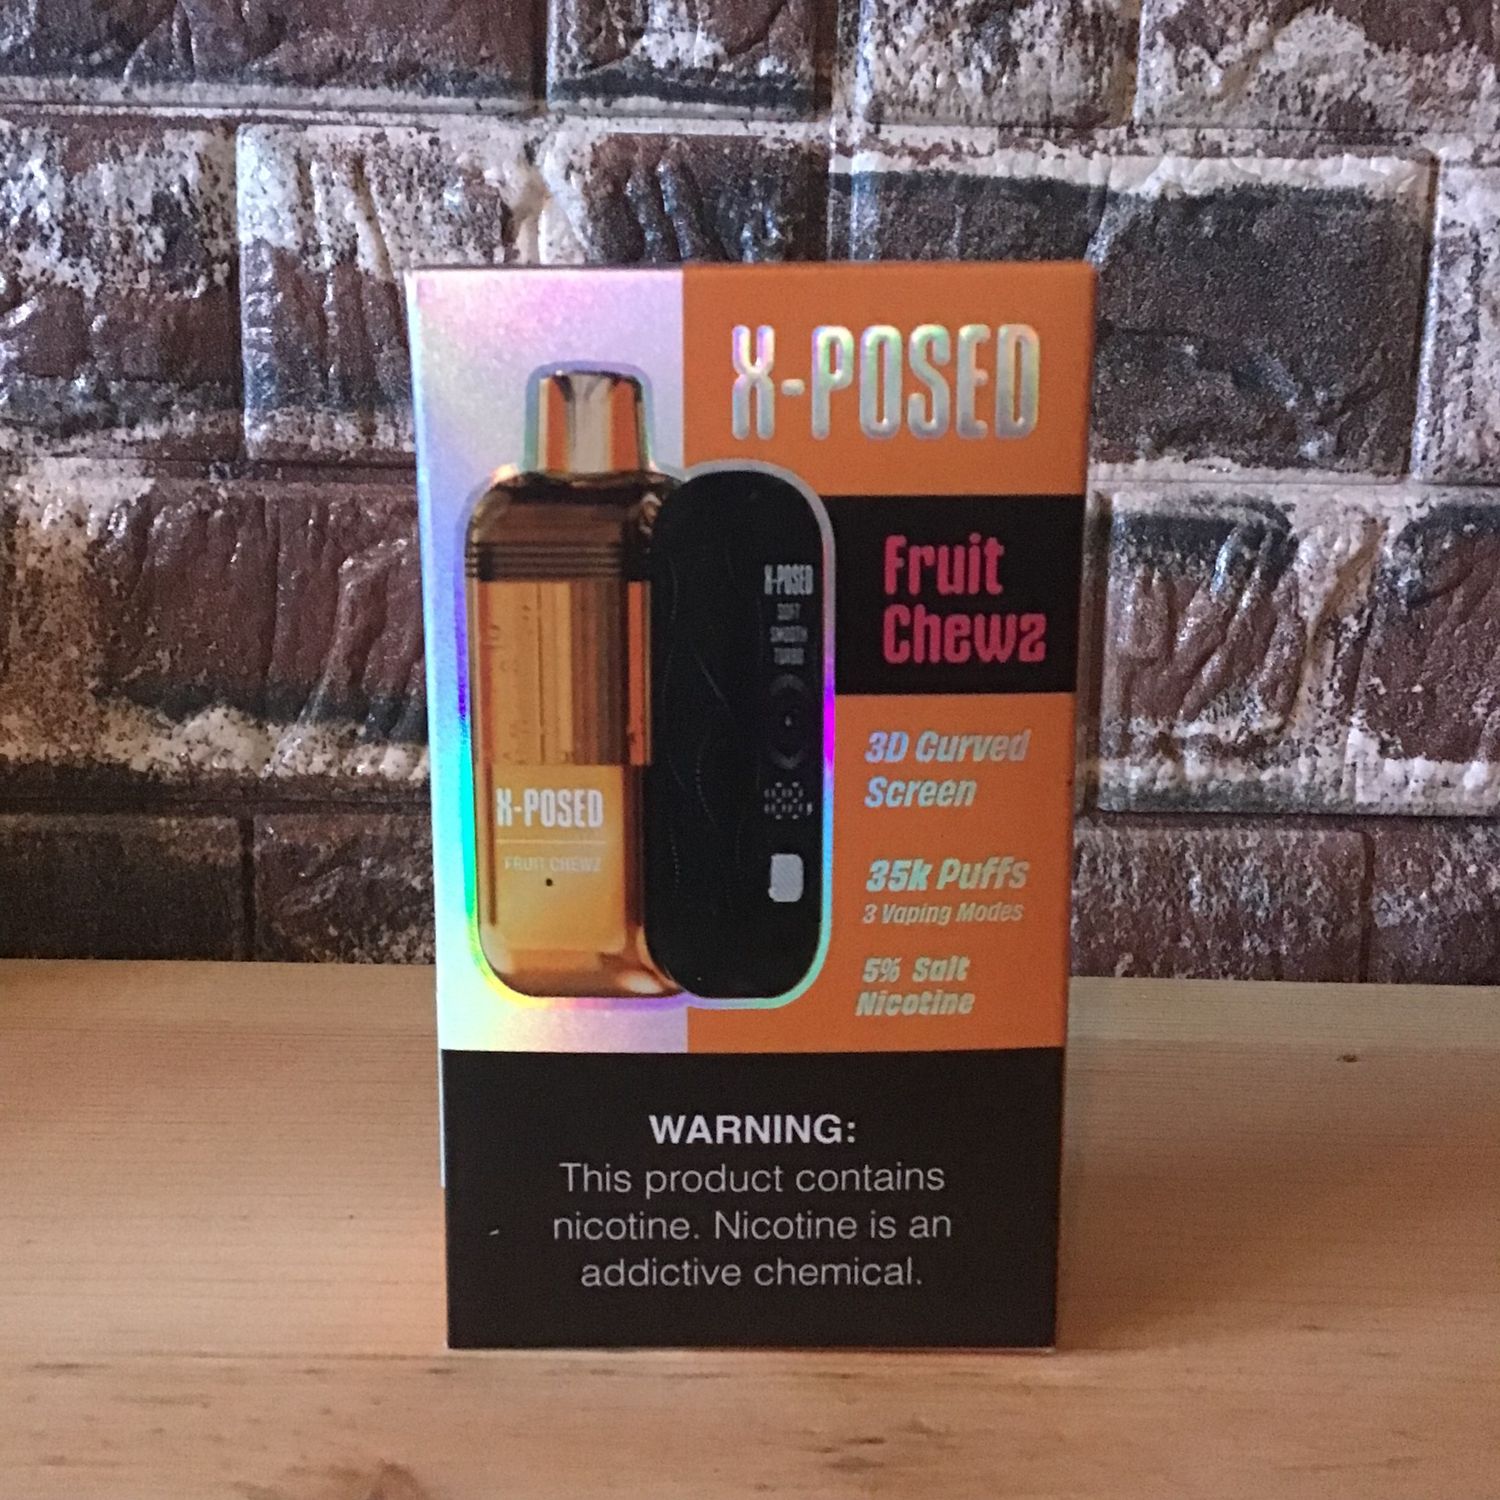 X-POSED
Fruit
Chewz
3D Curved
Screen
35k Puffs
3 Vaping Modes
5% Salt
Nicotine
X-POSED
FRUIT CHEWZ
X-POSED
SOFT
SMOOTH
TURBO
WARNING:
This product contains
nicotine. Nicotine is an
addictive chemical.